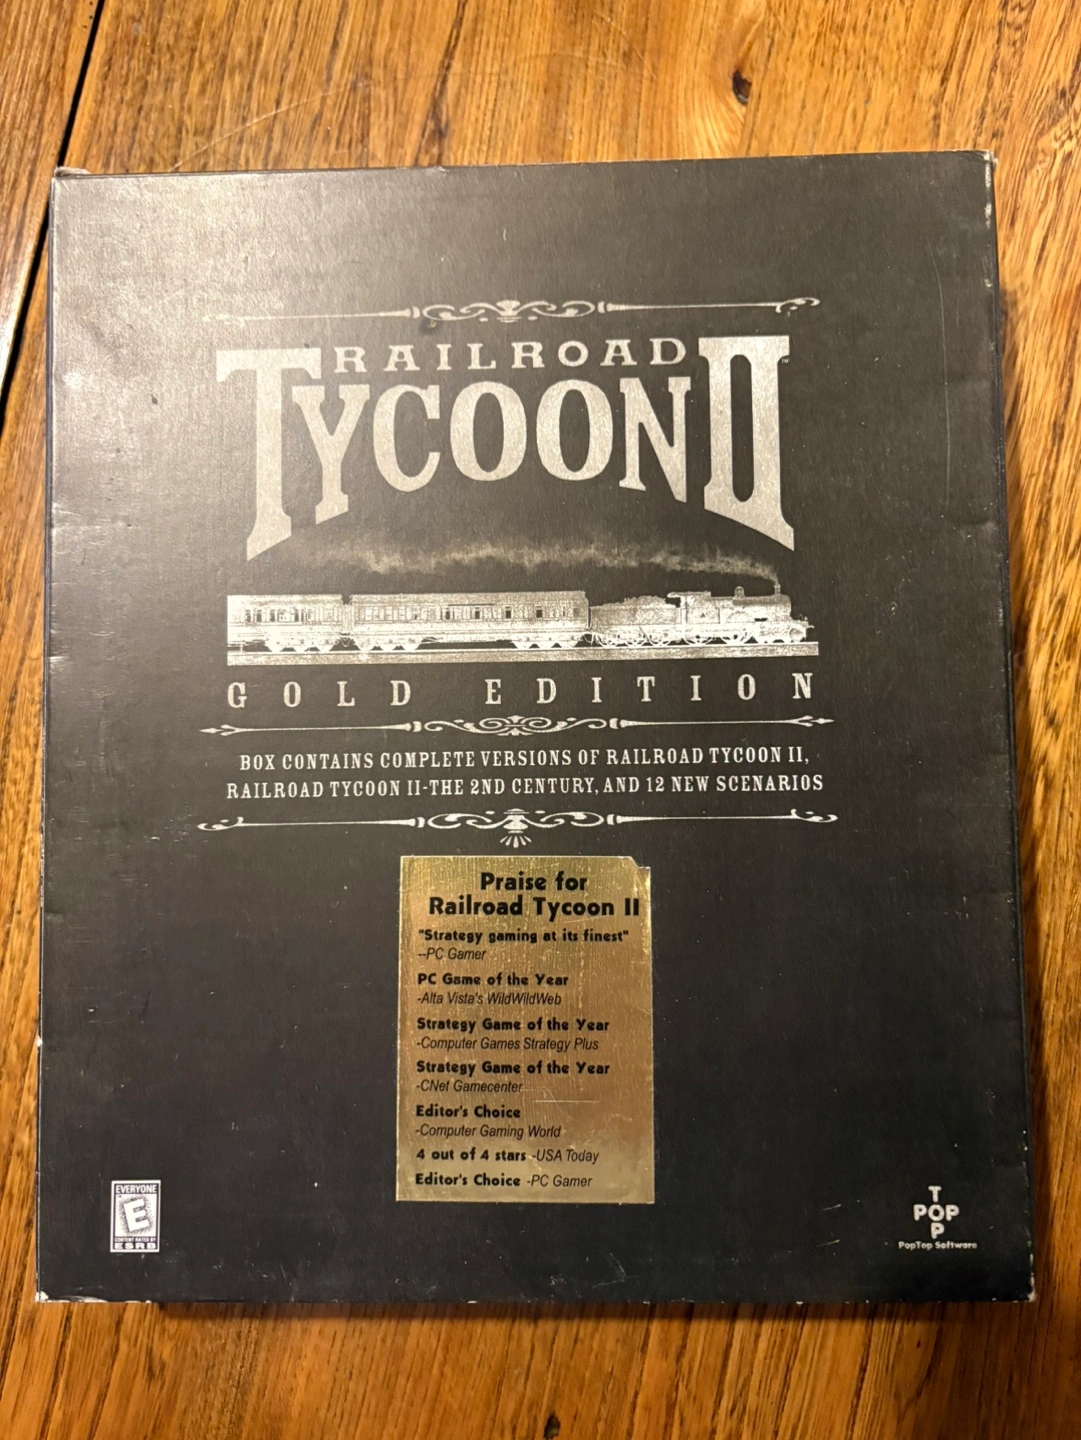 RAILROAD
TYCOON II
™
GOLD EDITION
BOX CONTAINS COMPLETE VERSIONS OF RAILROAD TYCOON II,
RAILROAD TYCOON II-THE 2ND CENTURY, AND 12 NEW SCENARIOS
Praise for
Railroad Tycoon II
"Strategy gaming at its finest"
--PC Gamer
PC Game of the Year
-Alta Vista's WildWildWeb
Strategy Game of the Year
-Computer Games Strategy Plus
Strategy Game of the Year
-CNet Gamecenter
Editor's Choice
-Computer Gaming World
4 out of 4 stars -USA Today
Editor's Choice -PC Gamer
EVERYONE
E
CONTENT RATED BY
ESRB
T
POP
P
PopTop Software